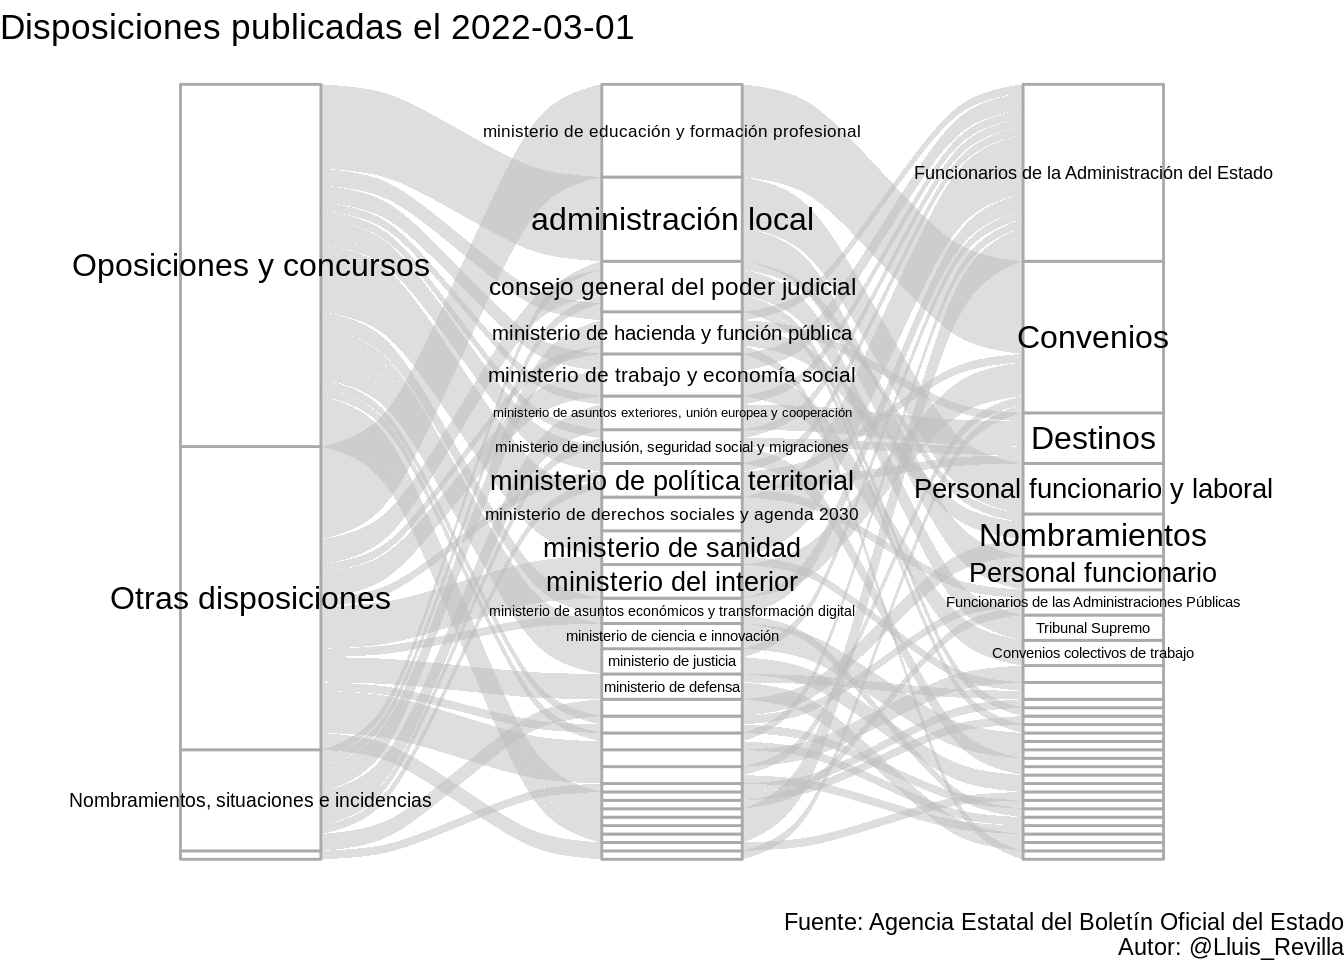 Disposiciones publicadas el 2022-03-01
Oposiciones y concursos
Otras disposiciones
Nombramientos, situaciones e incidencias
ministerio de educación y formación profesional
administración local
consejo general del poder judicial
ministerio de hacienda y función pública
ministerio de trabajo y economía social
ministerio de asuntos exteriores, unión europea y cooperación
ministerio de inclusión, seguridad social y migraciones
ministerio de política territorial
ministerio de derechos sociales y agenda 2030
ministerio de sanidad
ministerio del interior
ministerio de asuntos económicos y transformación digital
ministerio de ciencia e innovación
ministerio de justicia
ministerio de defensa
Funcionarios de la Administración del Estado
Convenios
Destinos
Personal funcionario y laboral
Nombramientos
Personal funcionario
Funcionarios de las Administraciones Públicas
Tribunal Supremo
Convenios colectivos de trabajo
Fuente: Agencia Estatal del Boletín Oficial del Estado
Autor: @Lluis_Revilla